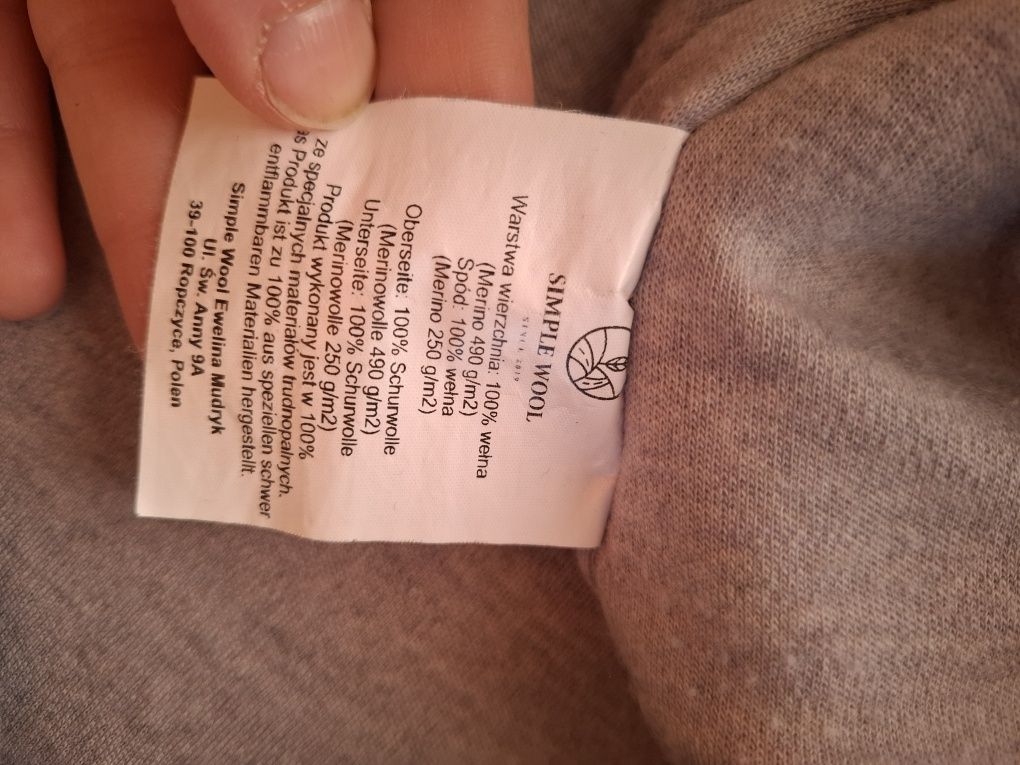 SIMPLE WOOL
SINCE 2019
Warstwa wierzchnia: 100% wełna
(Merino 490 g/m2)
Spód: 100% wełna
(Merino 250 g/m2)
Oberseite: 100% Schurwolle
(Merinowolle 490 g/m2)
Unterseite: 100% Schurwolle
(Merinowolle 250 g/m2)
Produkt wykonany jest w 100%
ze specjalnych materiałów trudnopalnych.
Produkt ist zu 100% aus speziellen schwer
entflammbaren Materialien hergestellt.
Simple Wool Ewelina Mudryk
Ul. Św. Anny 9A
39-100 Ropczyce, Polen